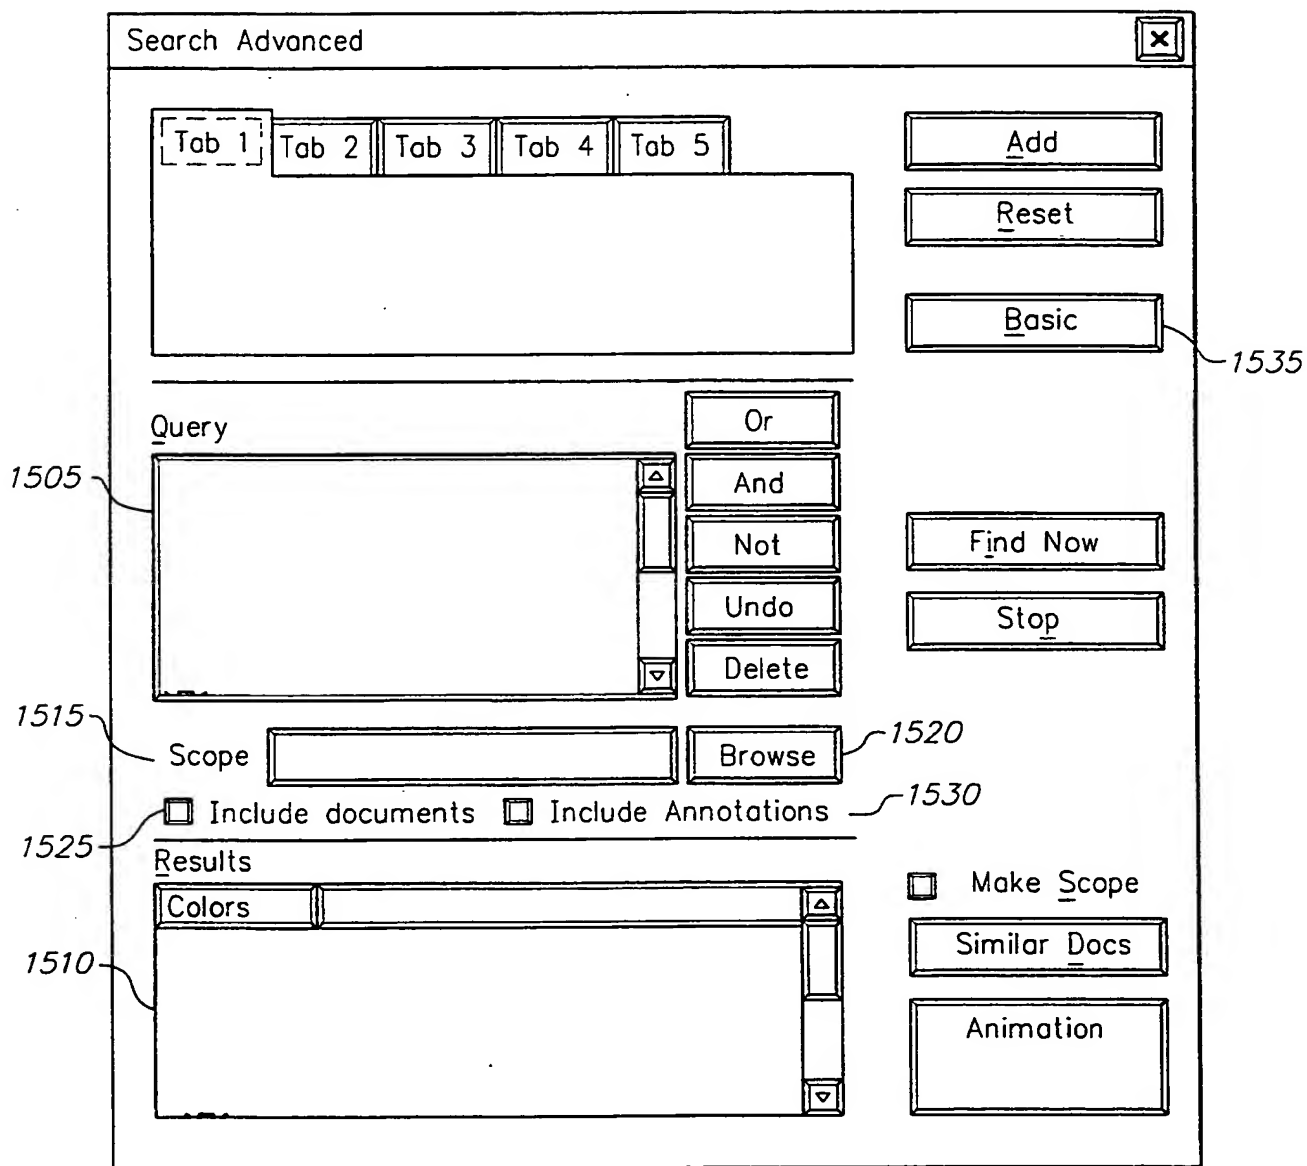 Search Advanced
Tab 1 Tab 2 Tab 3 Tab 4 Tab 5
Add
Reset
Basic
1535
Query
Or
1505
And
Not
Find Now
Undo
Stop
Delete
1515
Scope
Browse
1520
Include documents Include Annotations
1530
1525
Results
Make Scope
Colors
Similar Docs
1510
Animation